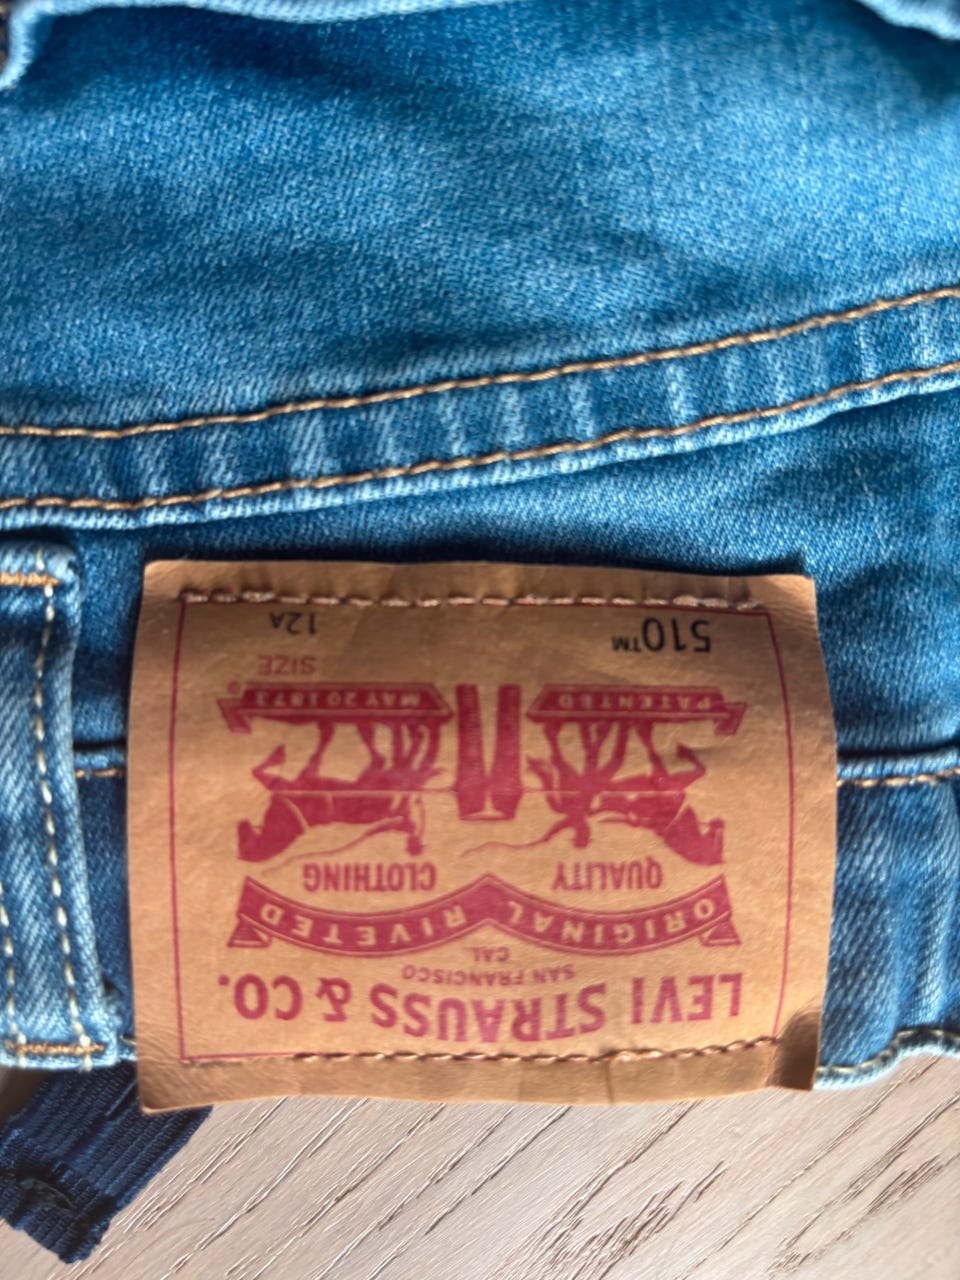 LEVI STRAUSS & CO.
SAN FRANCISCO
CAL
ORIGINAL RIVETED
QUALITY CLOTHING
PATENTED MAY 20 1873
SIZE
510™ 12A